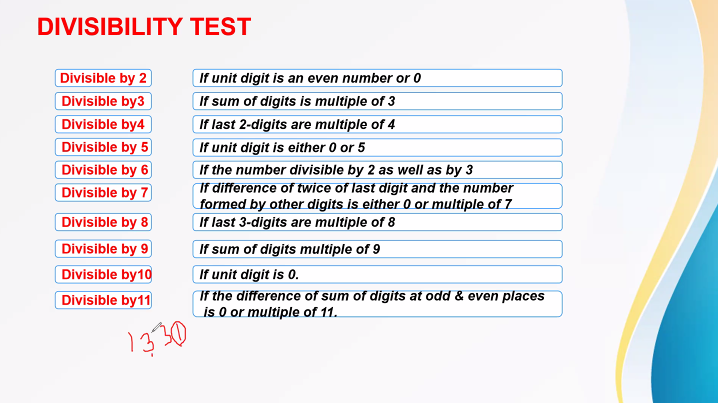 DIVISIBILITY TEST
Divisible by 2 If unit digit is an even number or 0
Divisible by3 If sum of digits is multiple of 3
Divisible by4 If last 2-digits are multiple of 4
Divisible by 5 If unit digit is either 0 or 5
Divisible by 6 If the number divisible by 2 as well as by 3
Divisible by 7 If difference of twice of last digit and the number
formed by other digits is either 0 or multiple of 7
Divisible by 8 If last 3-digits are multiple of 8
Divisible by 9 If sum of digits multiple of 9
Divisible by10 If unit digit is 0.
Divisible by11 If the difference of sum of digits at odd & even places
is 0 or multiple of 11.
1331